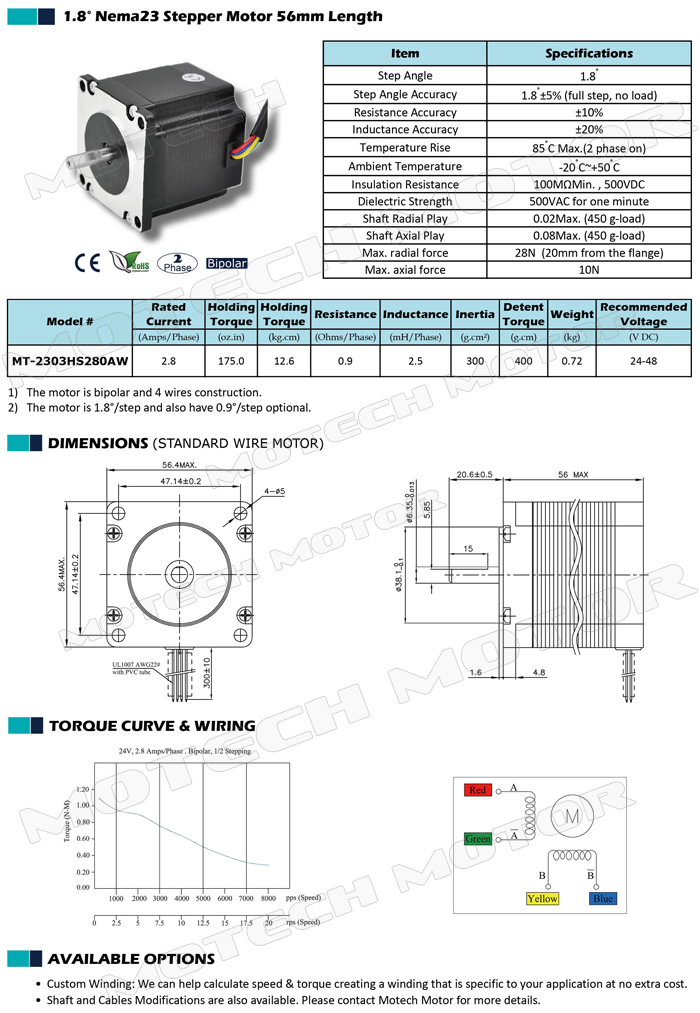 1.8° Nema23 Stepper Motor 56mm Length
Item Specifications
Step Angle 1.8°
Step Angle Accuracy 1.8°±5% (full step, no load)
Resistance Accuracy ±10%
Inductance Accuracy ±20%
Temperature Rise 85°C Max.(2 phase on)
Ambient Temperature -20°C~+50°C
Insulation Resistance 100MΩMin. , 500VDC
Dielectric Strength 500VAC for one minute
Shaft Radial Play 0.02Max. (450 g-load)
Shaft Axial Play 0.08Max. (450 g-load)
Max. radial force 28N (20mm from the flange)
Max. axial force 10N
CE RoHS 2 Phase Bipolar
Model # Rated Current Holding Torque Holding Torque Resistance Inductance Inertia Detent Torque Weight Recommended Voltage
(Amps/Phase) (oz.in) (kg.cm) (Ohms/Phase) (mH/Phase) (g.cm²) (g.cm) (kg) (V DC)
MT-2303HS280AW 2.8 175.0 12.6 0.9 2.5 300 400 0.72 24-48
1) The motor is bipolar and 4 wires construction.
2) The motor is 1.8°/step and also have 0.9°/step optional.
DIMENSIONS (STANDARD WIRE MOTOR)
56.4MAX.
47.14±0.2
4-ø5
56.4MAX.
47.14±0.2
UL1007 AWG22#
with PVC tube
300±10
20.6±0.5 56 MAX
ø6.35 0 -0.013
5.85
15
ø38.1 0 -0.1
1.6 4.8
TORQUE CURVE & WIRING
24V, 2.8 Amps/Phase . Bipolar, 1/2 Stepping
Torque (N-M)
1.20
1.00
0.80
0.60
0.40
0.20
0.00
1000 2000 3000 4000 5000 6000 7000 8000 pps (Speed)
0 2.5 5 7.5 10 12.5 15 17.5 20 rps (Speed)
Red A
Green A̅
M
B B̅
Yellow Blue
AVAILABLE OPTIONS
• Custom Winding: We can help calculate speed & torque creating a winding that is specific to your application at no extra cost.
• Shaft and Cables Modifications are also available. Please contact Motech Motor for more details.
MOTECH MOTOR
MOTECH MOTOR
MOTECH MOTOR
MOTECH MOTOR
MOTECH MOTOR